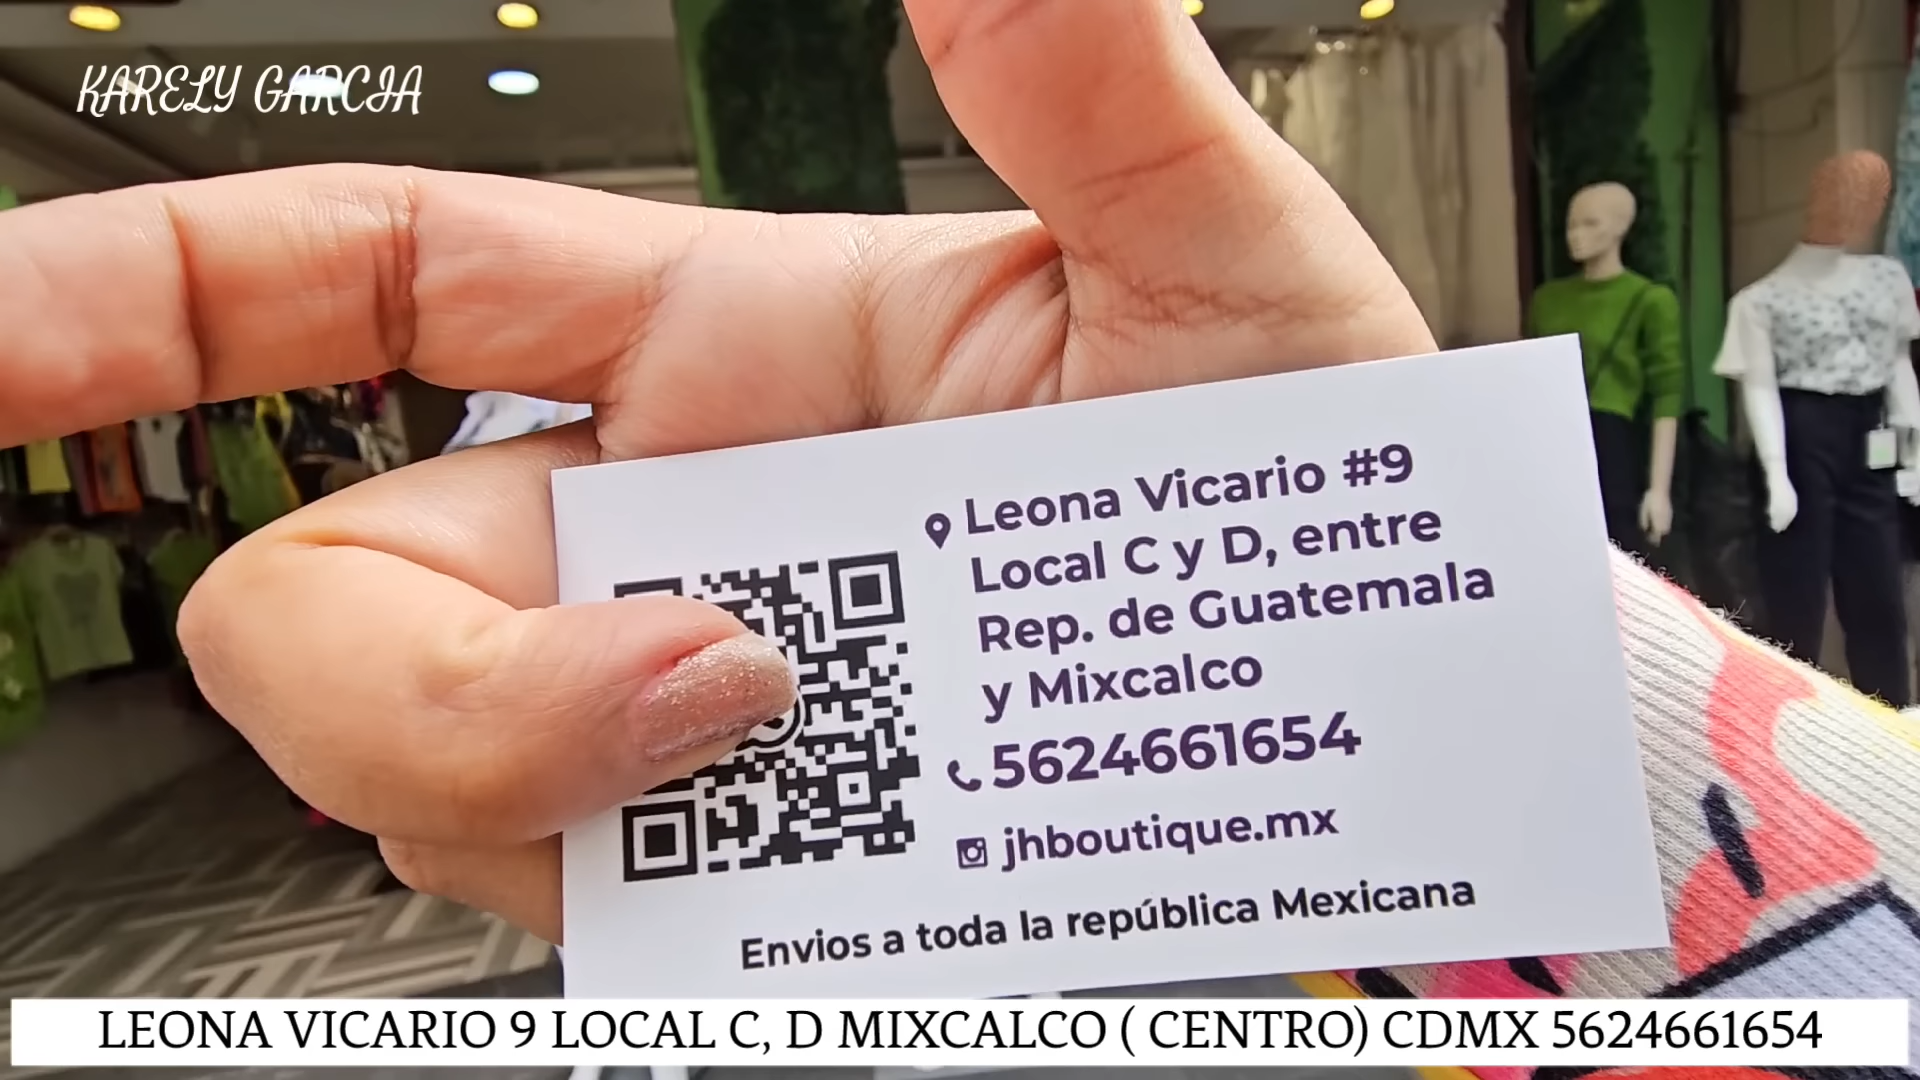 KARELY GARCIA
Leona Vicario #9
Local C y D, entre
Rep. de Guatemala
y Mixcalco
5624661654
jhboutique.mx
Envios a toda la república Mexicana
LEONA VICARIO 9 LOCAL C, D MIXCALCO ( CENTRO) CDMX 5624661654